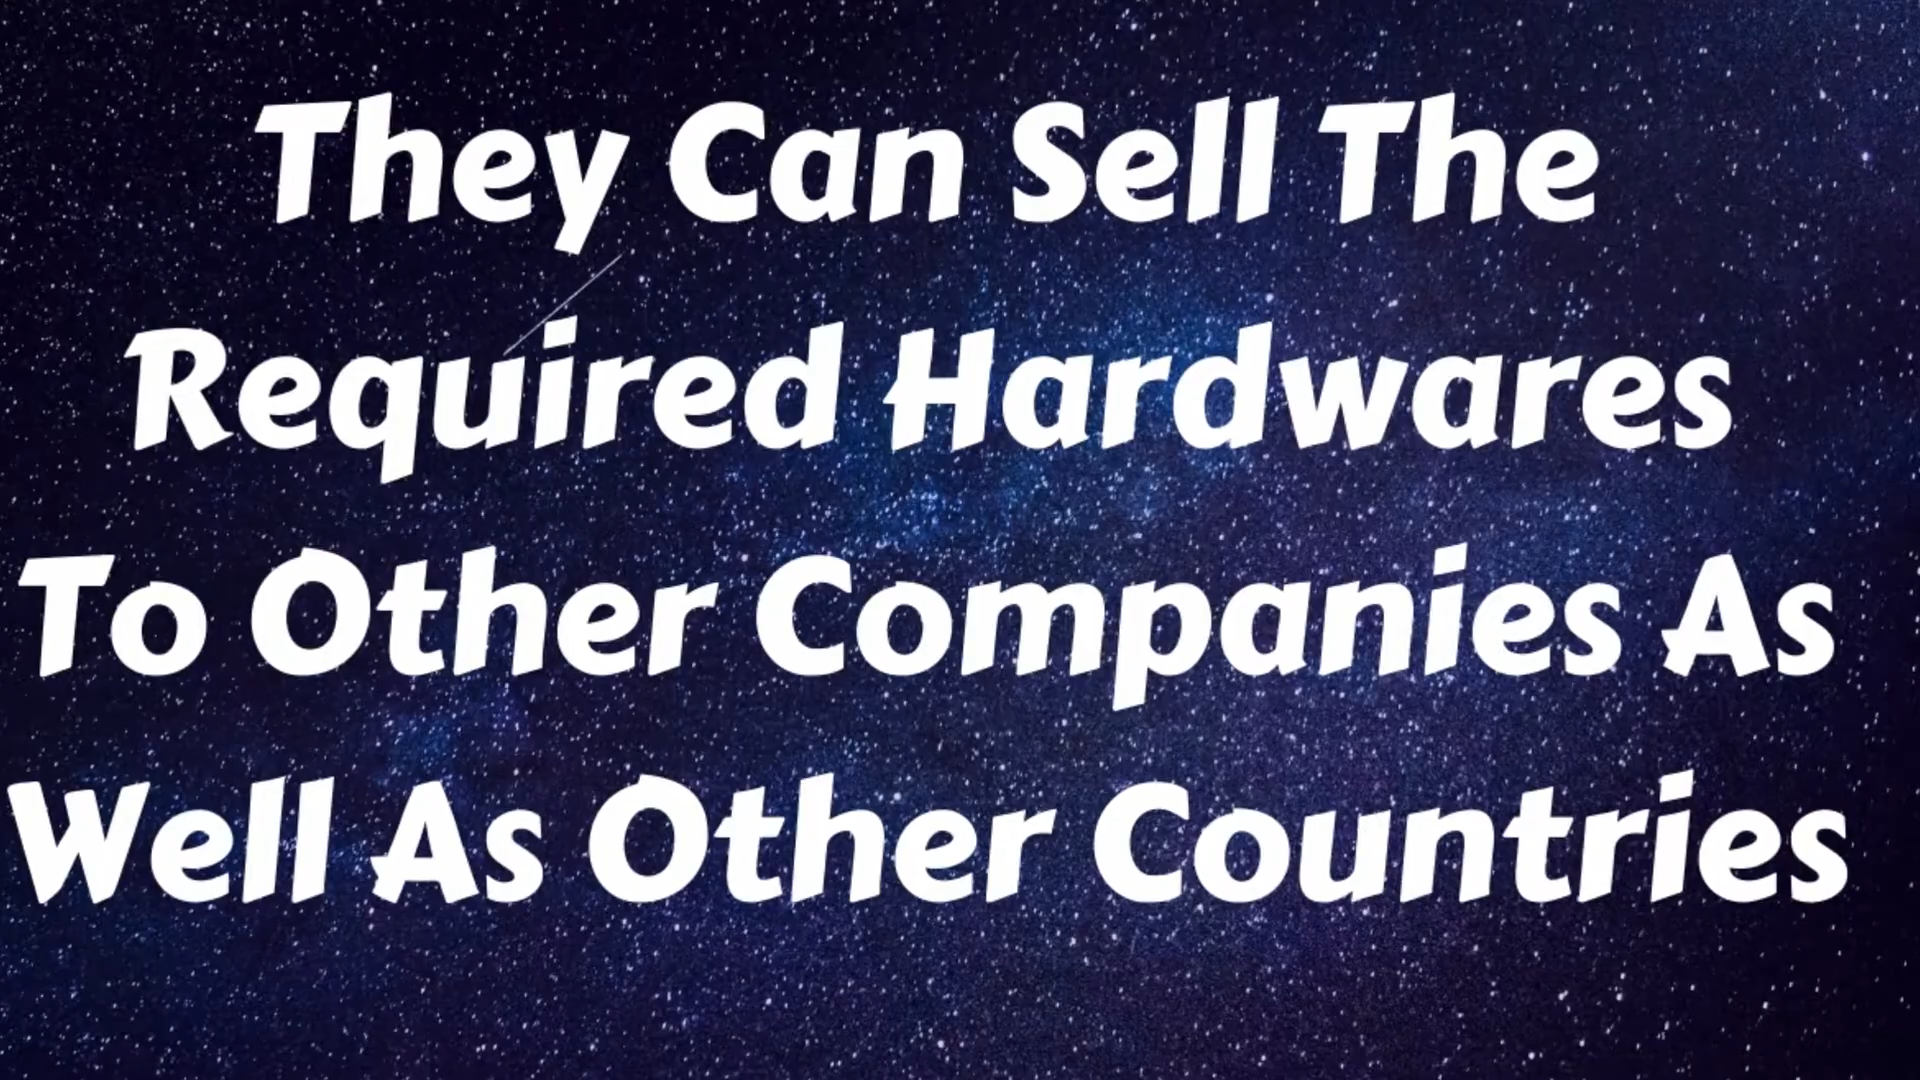 They Can Sell The
Required Hardwares
To Other Companies As
Well As Other Countries